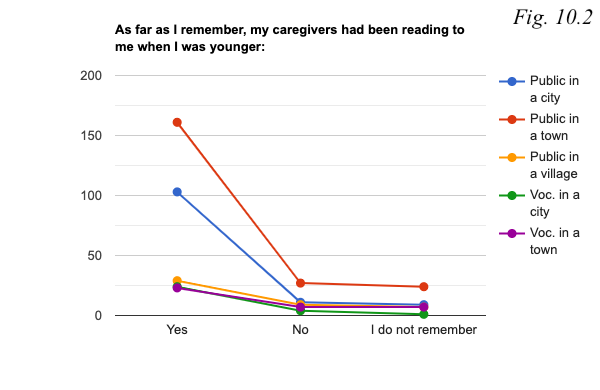 Fig. 10.2
As far as I remember, my caregivers had been reading to
me when I was younger:
200
150
100
50
0
Yes
No
I do not remember
Public in
a city
Public in
a town
Public in
a village
Voc. in a
city
Voc. in a
town